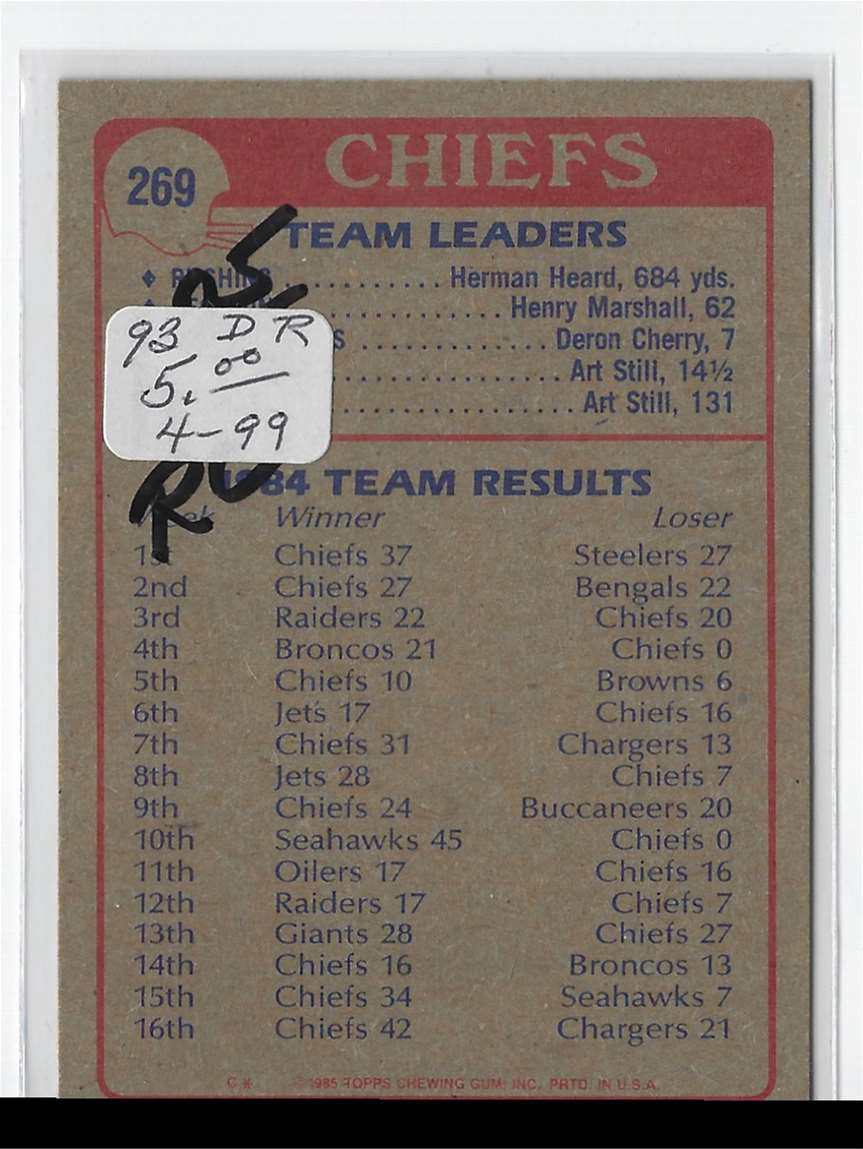 269
CHIEFS
TEAM LEADERS
RUSHING ............ Herman Heard, 684 yds.
............ Henry Marshall, 62
S ............ Deron Cherry, 7
............ Art Still, 14½
............ Art Still, 131
93 D R
5.00
4-99
1984 TEAM RESULTS
Week Winner Loser
1st Chiefs 37 Steelers 27
2nd Chiefs 27 Bengals 22
3rd Raiders 22 Chiefs 20
4th Broncos 21 Chiefs 0
5th Chiefs 10 Browns 6
6th Jets 17 Chiefs 16
7th Chiefs 31 Chargers 13
8th Jets 28 Chiefs 7
9th Chiefs 24 Buccaneers 20
10th Seahawks 45 Chiefs 0
11th Oilers 17 Chiefs 16
12th Raiders 17 Chiefs 7
13th Giants 28 Chiefs 27
14th Chiefs 16 Broncos 13
15th Chiefs 34 Seahawks 7
16th Chiefs 42 Chargers 21
C * ©1985 TOPPS CHEWING GUM, INC. PRTD. IN U.S.A.